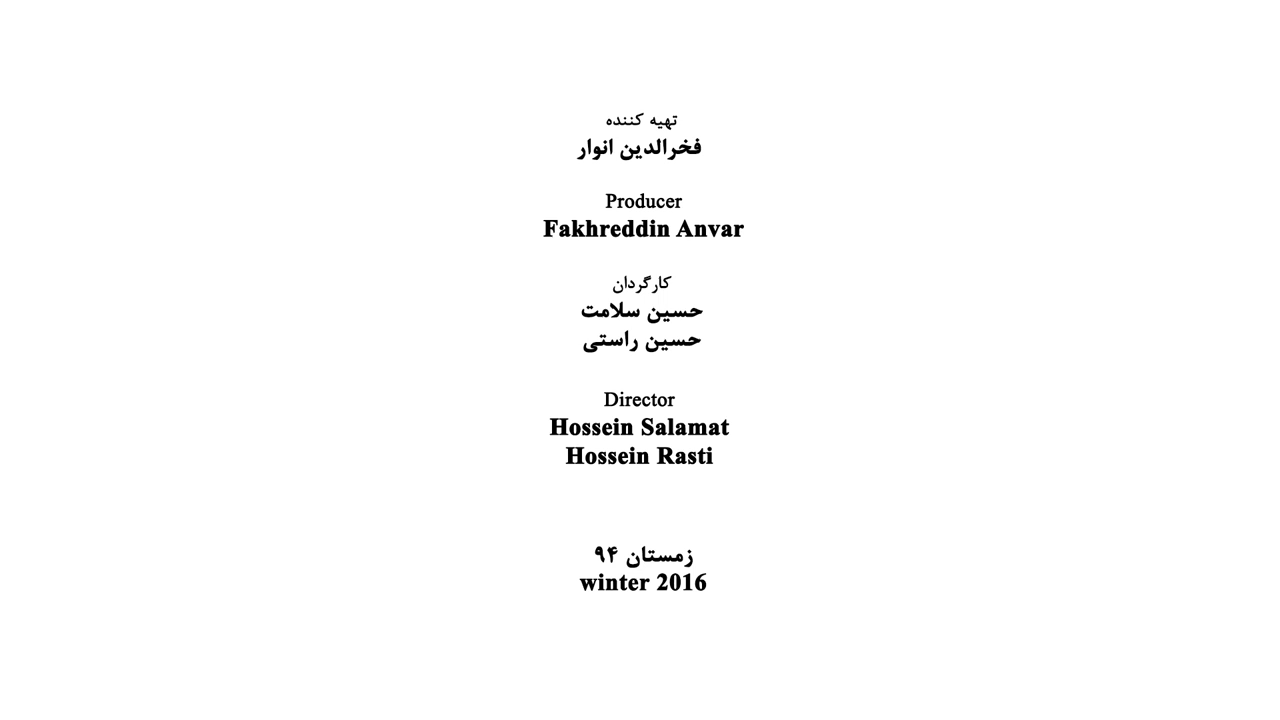 تهیه کننده
فخرالدین انوار
Producer
Fakhreddin Anvar
کارگردان
حسین سلامت
حسین راستی
Director
Hossein Salamat
Hossein Rasti
زمستان ۹۴
winter 2016